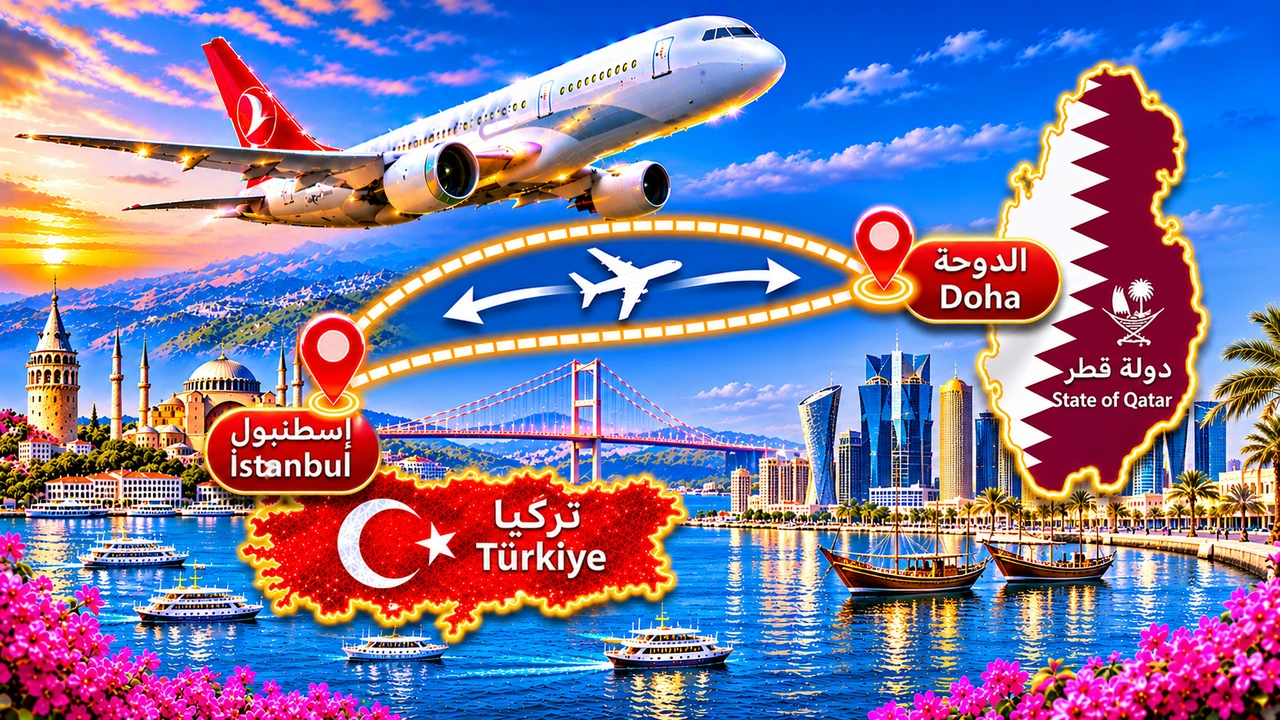 الدوحة
Doha
دولة قطر
State of Qatar
إسطنبول
İstanbul
تركيا
Türkiye